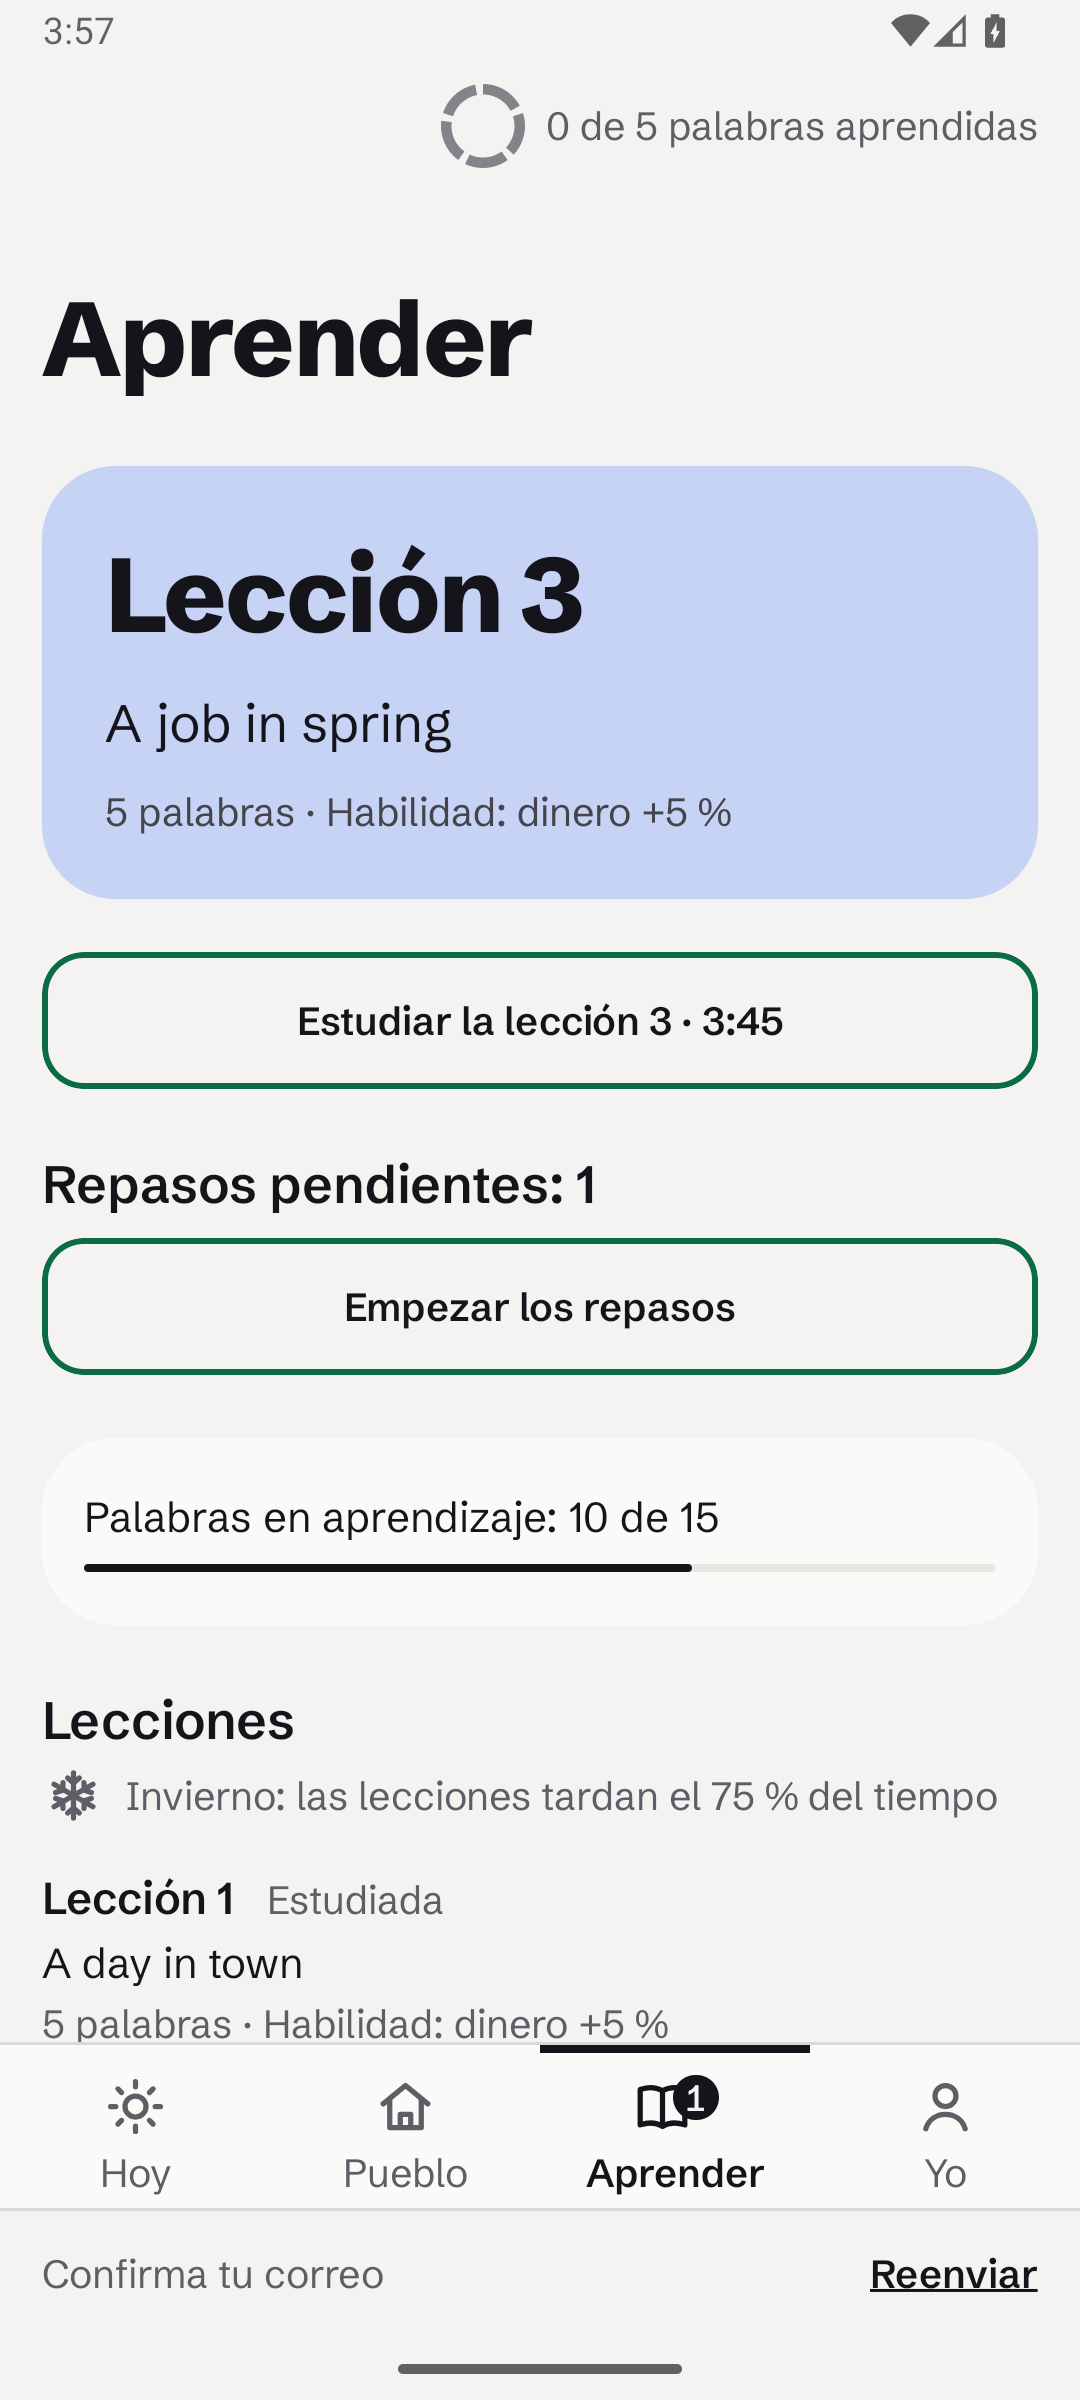 3:57
0 de 5 palabras aprendidas
Aprender
Lección 3
A job in spring
5 palabras · Habilidad: dinero +5 %
Estudiar la lección 3 · 3:45
Repasos pendientes: 1
Empezar los repasos
Palabras en aprendizaje: 10 de 15
Lecciones
Invierno: las lecciones tardan el 75 % del tiempo
Lección 1 Estudiada
A day in town
5 palabras · Habilidad: dinero +5 %
1
Hoy Pueblo Aprender Yo
Confirma tu correo Reenviar